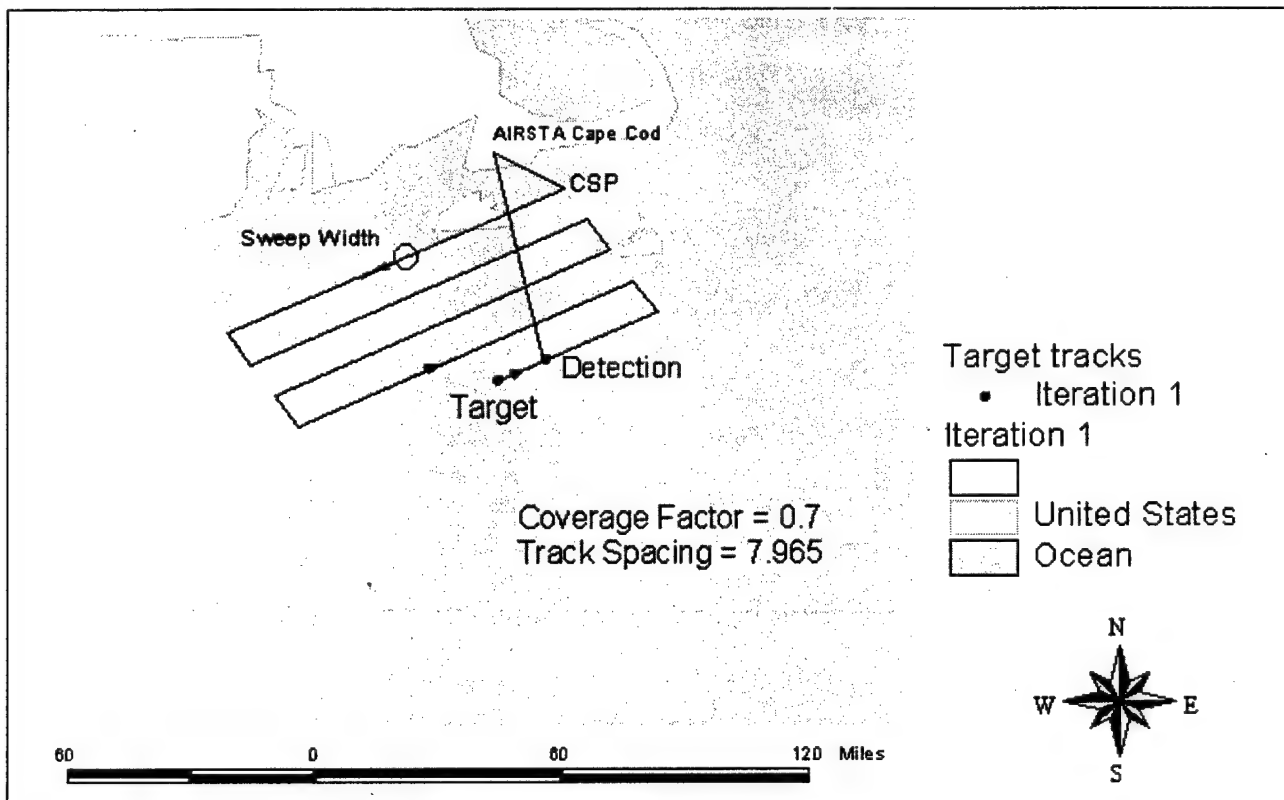 AIRSTA Cape Cod
CSP
Sweep Width
Detection
Target
Coverage Factor = 0.7
Track Spacing = 7.965
Target tracks
Iteration 1
Iteration 1
United States
Ocean
N
W E
S
60 0 60 120 Miles